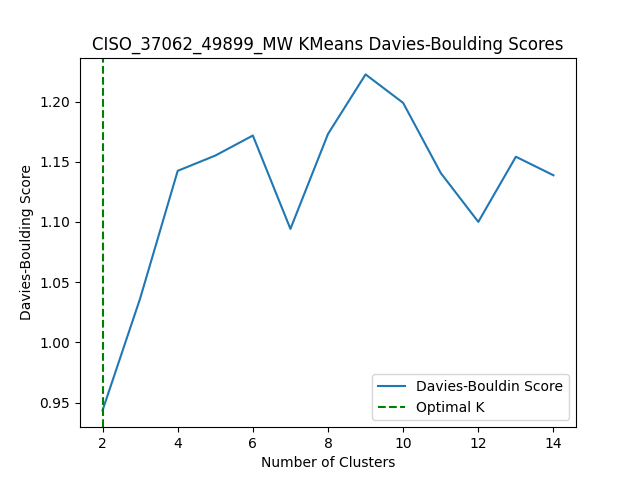 CISO_37062_49899_MW KMeans Davies-Boulding Scores
1.20
1.15
1.10
1.05
1.00
0.95
Davies-Boulding Score
Davies-Bouldin Score
Optimal K
2 4 6 8 10 12 14
Number of Clusters